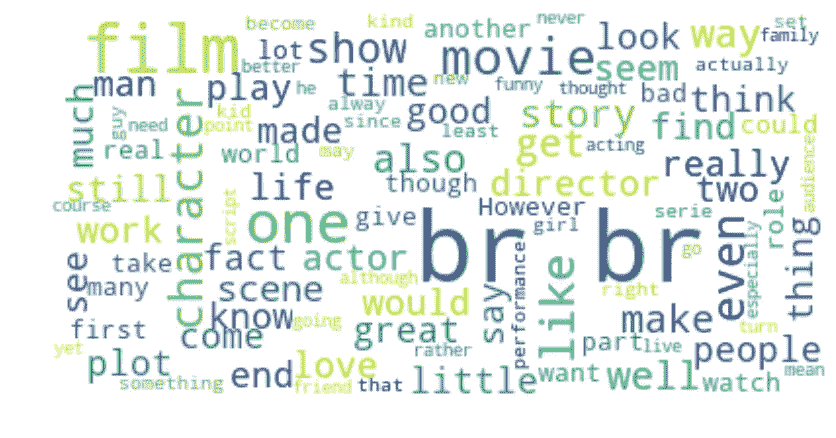 become kind another never set
film lot show movie look way family
better seem actually
man play he time new funny thought bad think
much guy kid alway good story could
need point since least find
real made acting
character world may also get really audience
still life though director two
course script However serie role
work one give br br girl go
see take fact actor even especially thing
many scene although performance like right
first know going would say make turn
yet come great part live people
plot love rather want well mean
something end friend that little watch